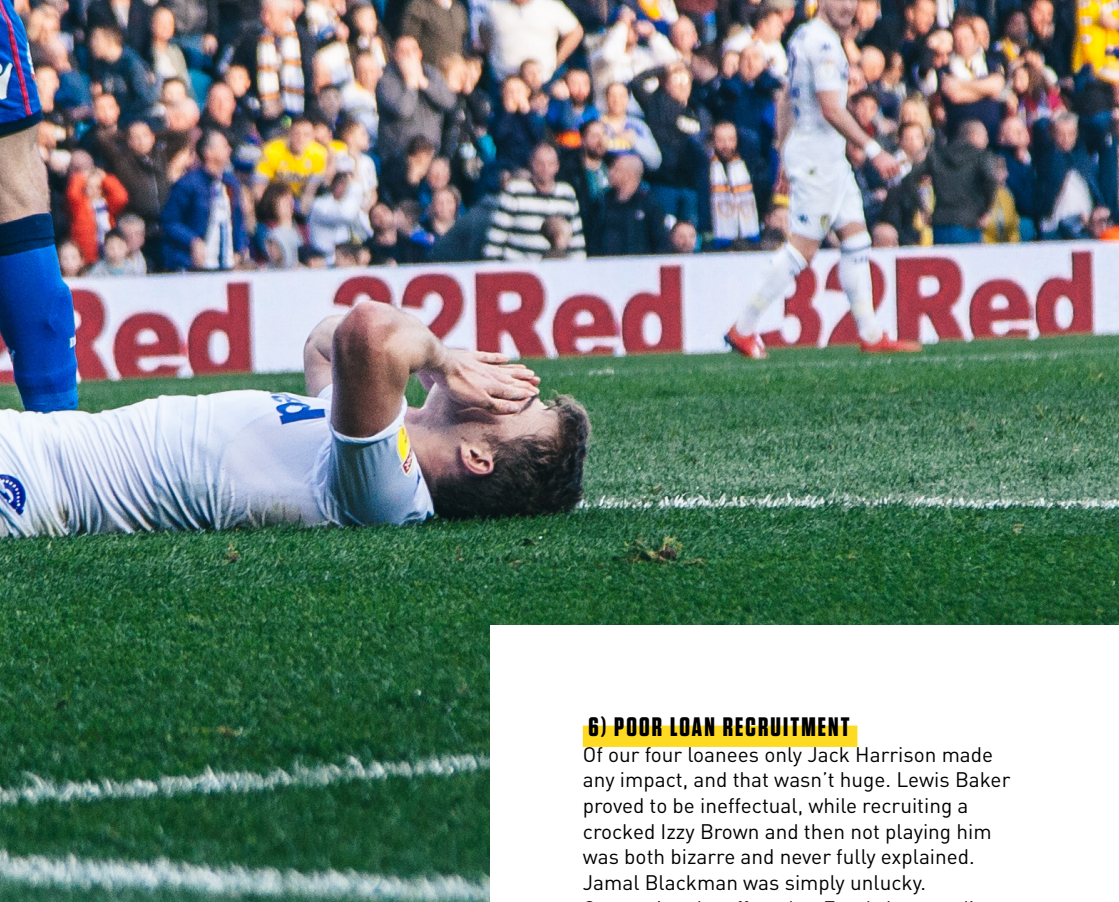 Red 32Red 32Red
6) POOR LOAN RECRUITMENT
Of our four loanees only Jack Harrison made
any impact, and that wasn't huge. Lewis Baker
proved to be ineffectual, while recruiting a
crocked Izzy Brown and then not playing him
was both bizarre and never fully explained.
Jamal Blackman was simply unlucky.